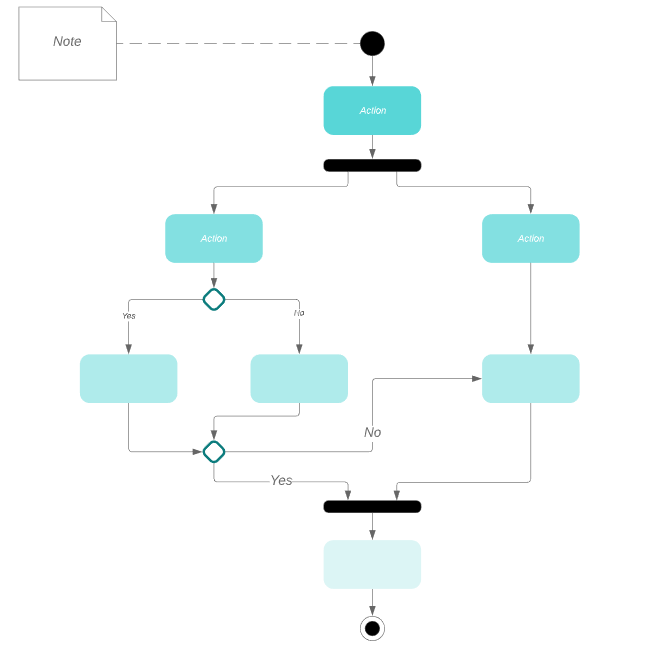 Note
Action
Action
Action
Yes
No
No
Yes